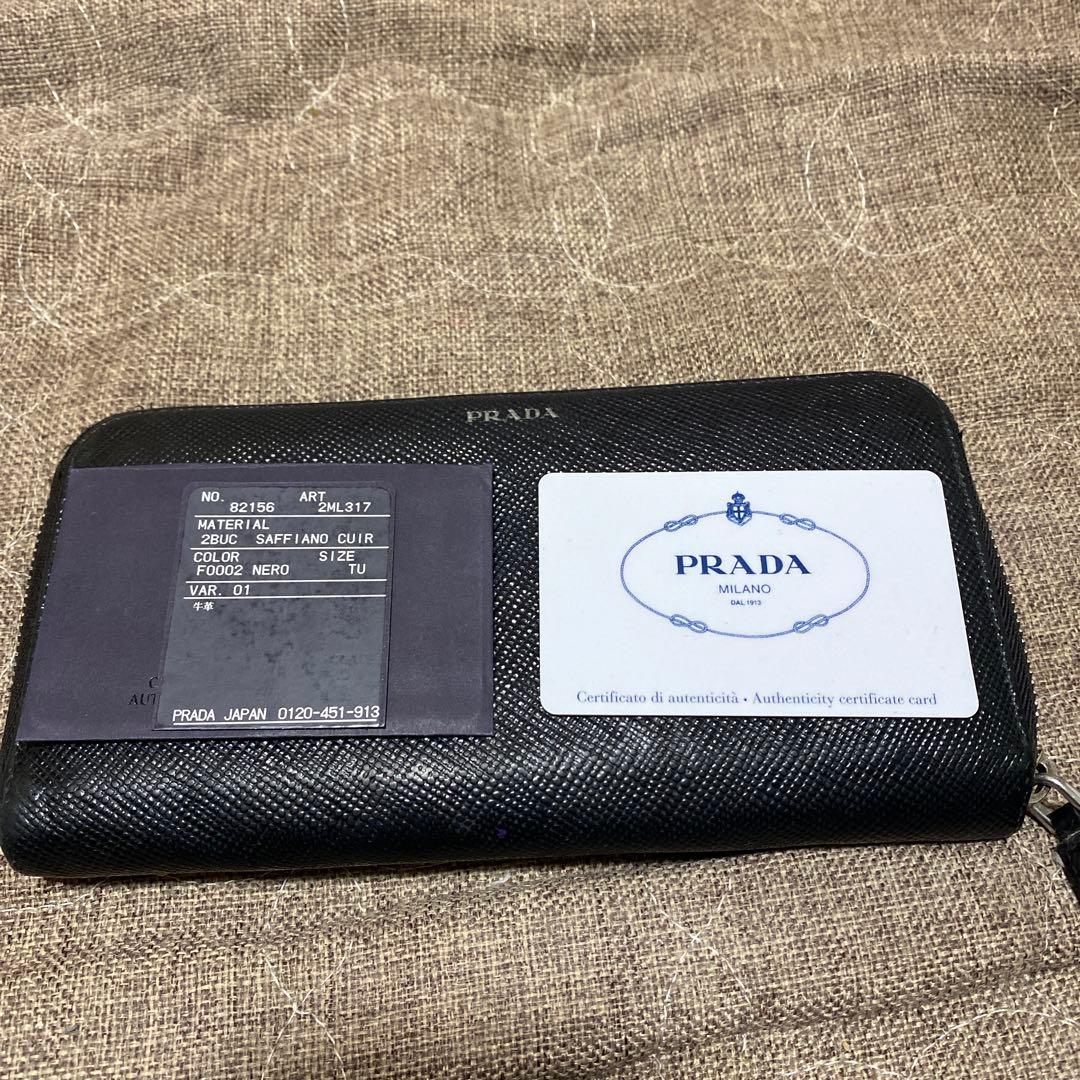 PRADA
NO. ART
82156 2ML317
MATERIAL
2BUC SAFFIANO CUIR
COLOR SIZE
F0002 NERO TU
VAR. 01
牛革
PRADA JAPAN 0120-451-913
PRADA
MILANO
DAL 1913
Certificato di autenticità • Authenticity certificate card